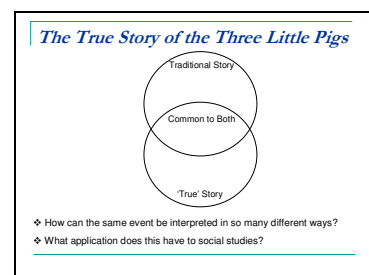 The True Story of the Three Little Pigs
Traditional Story
Common to Both
‘True’ Story
❖ How can the same event be interpreted in so many different ways?
❖ What application does this have to social studies?